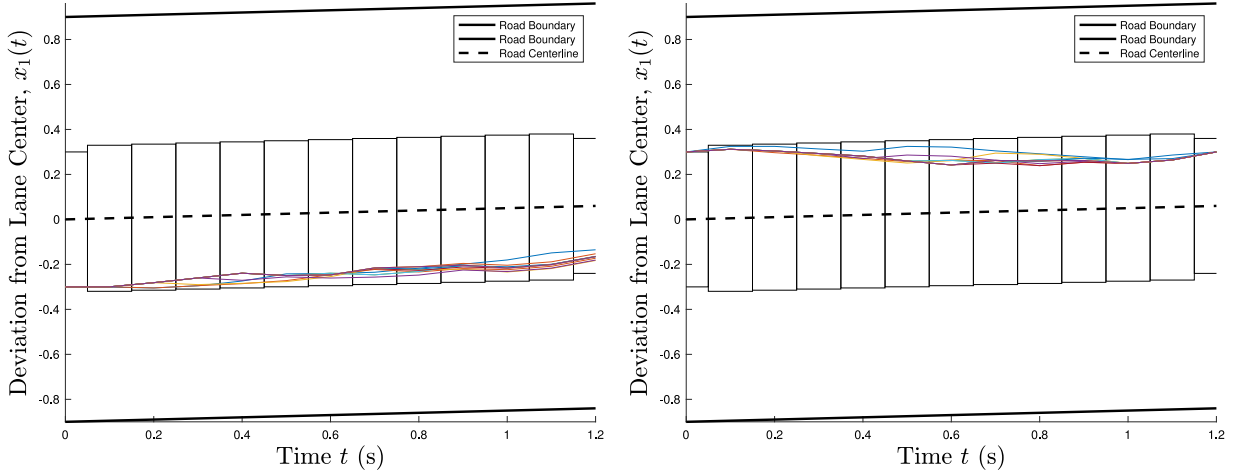 Deviation from Lane Center, x₁(t)
0.8
0.6
0.4
0.2
0
-0.2
-0.4
-0.6
-0.8
Road Boundary
Road Boundary
Road Centerline
0 0.2 0.4 0.6 0.8 1 1.2
Time t (s)
Deviation from Lane Center, x₁(t)
0.8
0.6
0.4
0.2
0
-0.2
-0.4
-0.6
-0.8
Road Boundary
Road Boundary
Road Centerline
0 0.2 0.4 0.6 0.8 1 1.2
Time t (s)